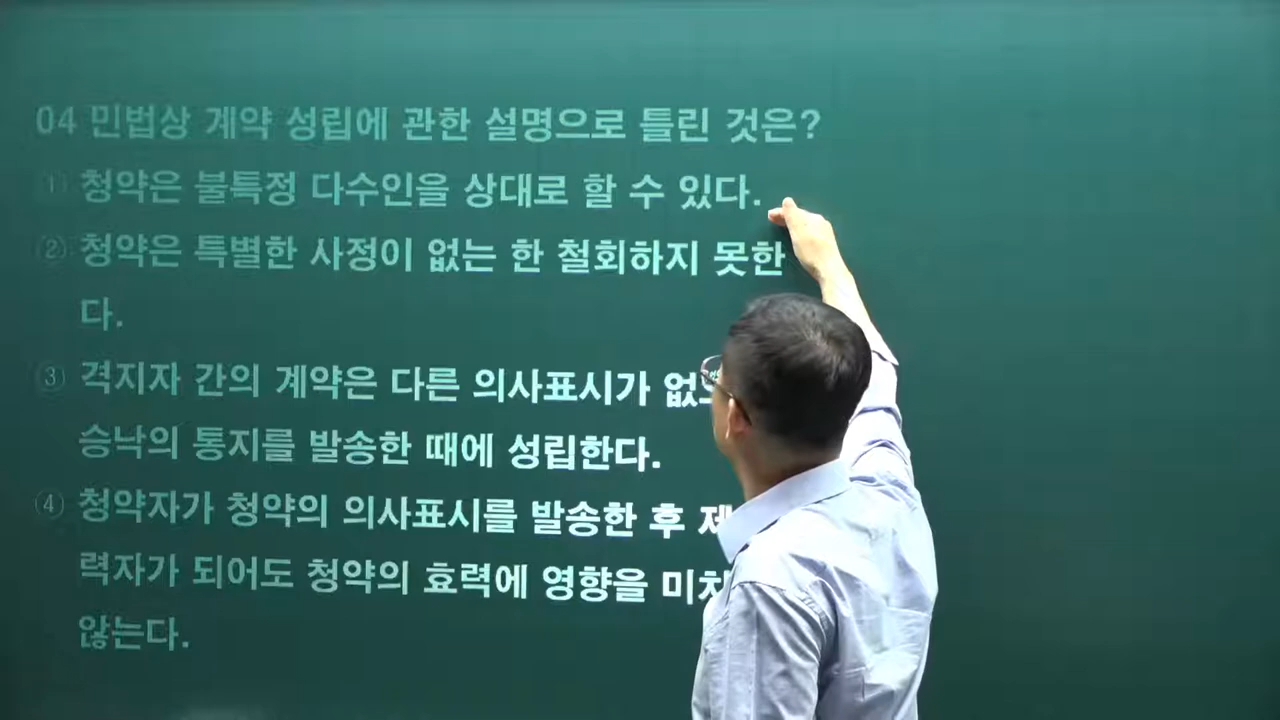 04 민법상 계약 성립에 관한 설명으로 틀린 것은?
① 청약은 불특정 다수인을 상대로 할 수 있다.
② 청약은 특별한 사정이 없는 한 철회하지 못한
다.
③ 격지자 간의 계약은 다른 의사표시가 없으
승낙의 통지를 발송한 때에 성립한다.
④ 청약자가 청약의 의사표시를 발송한 후 제
력자가 되어도 청약의 효력에 영향을 미치
않는다.